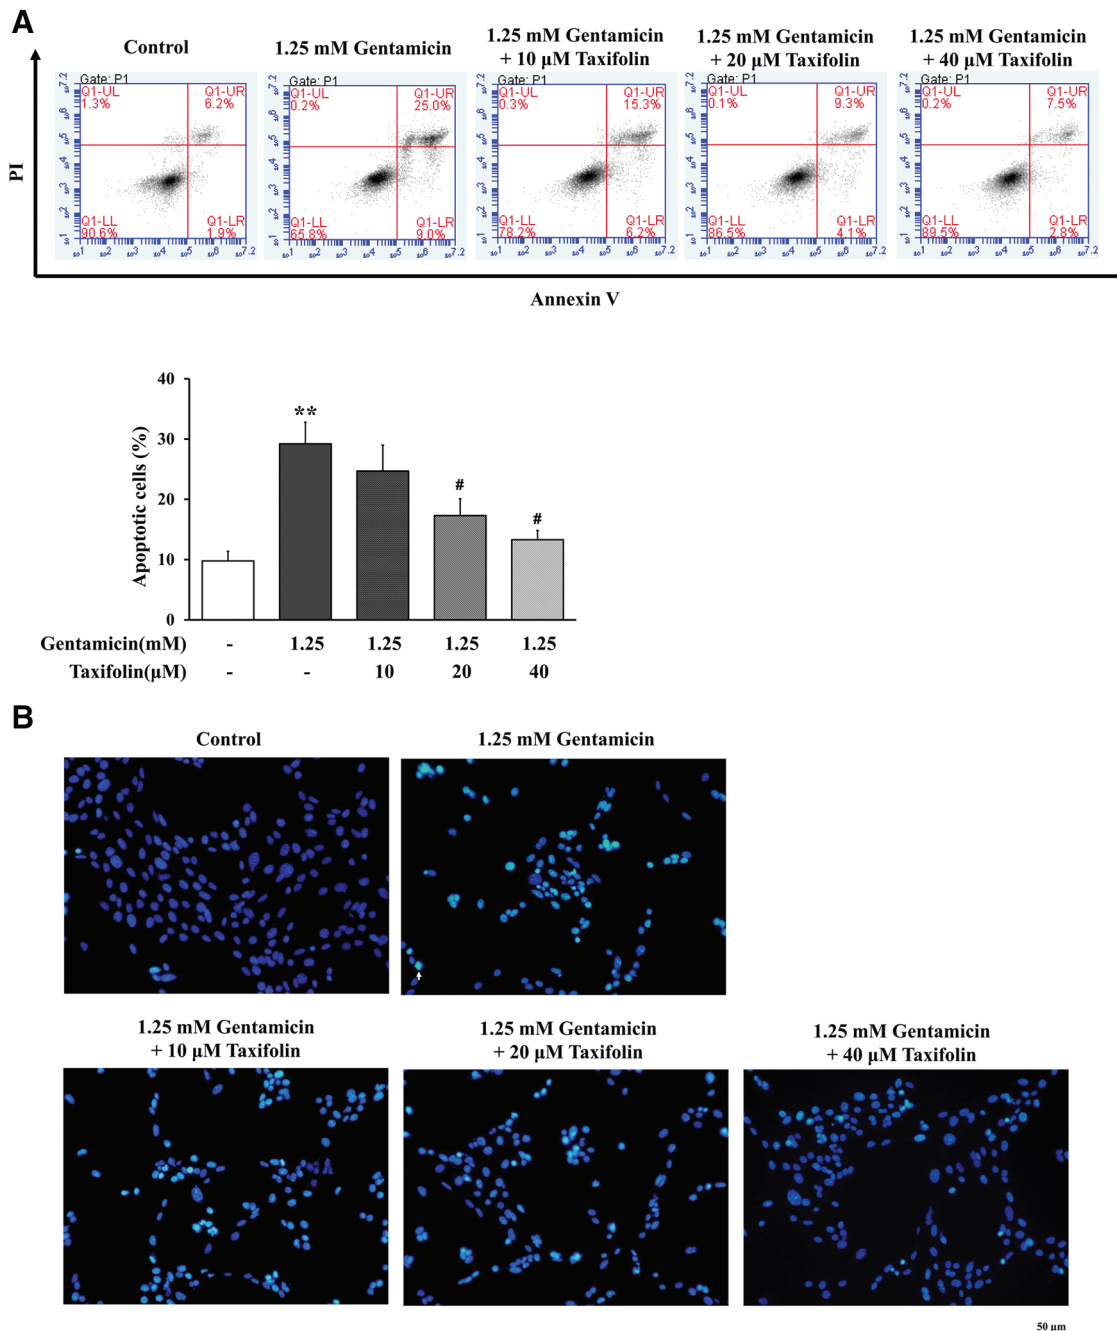 A
Control
1.25 mM Gentamicin
1.25 mM Gentamicin
+ 10 µM Taxifolin
1.25 mM Gentamicin
+ 20 µM Taxifolin
1.25 mM Gentamicin
+ 40 µM Taxifolin
PI
Gate: P1
Q1-UL
1.3%
Q1-UR
6.2%
Q1-LL
90.6%
Q1-LR
1.9%
Gate: P1
Q1-UL
0.2%
Q1-UR
25.0%
Q1-LL
65.8%
Q1-LR
9.0%
Gate: P1
Q1-UL
0.3%
Q1-UR
15.3%
Q1-LL
78.2%
Q1-LR
6.2%
Gate: P1
Q1-UL
0.1%
Q1-UR
9.3%
Q1-LL
86.5%
Q1-LR
4.1%
Gate: P1
Q1-UL
0.2%
Q1-UR
7.5%
Q1-LL
89.5%
Q1-LR
2.8%
Annexin V
Apoptotic cells (%)
40
30
20
10
0
**
#
#
Gentamicin(mM) - 1.25 1.25 1.25 1.25
Taxifolin(µM) - - 10 20 40
B
Control
1.25 mM Gentamicin
1.25 mM Gentamicin
+ 10 µM Taxifolin
1.25 mM Gentamicin
+ 20 µM Taxifolin
1.25 mM Gentamicin
+ 40 µM Taxifolin
50 µm